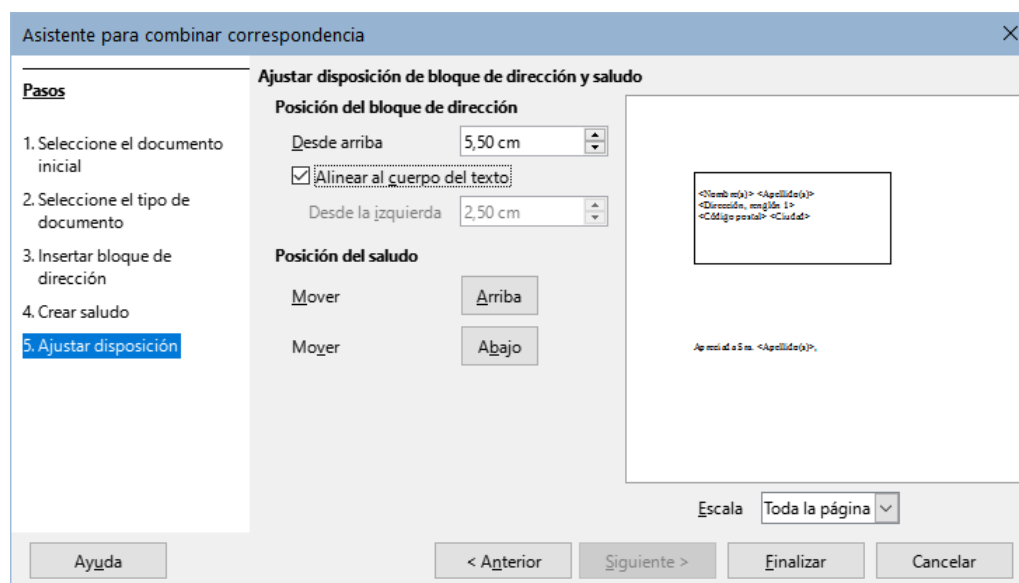 Asistente para combinar correspondencia
Pasos
1. Seleccione el documento
inicial
2. Seleccione el tipo de
documento
3. Insertar bloque de
dirección
4. Crear saludo
5. Ajustar disposición
Ajustar disposición de bloque de dirección y saludo
Posición del bloque de dirección
Desde arriba 5,50 cm
Alinear al cuerpo del texto
Desde la izquierda 2,50 cm
Posición del saludo
Mover Arriba
Mover Abajo
<Nombre(s)> <Apellido(s)>
<Dirección, renglón 1>
<Código postal> <Ciudad>
Apreciada Sra. <Apellido(s)>,
Escala Toda la página
Ayuda < Anterior Siguiente > Finalizar Cancelar